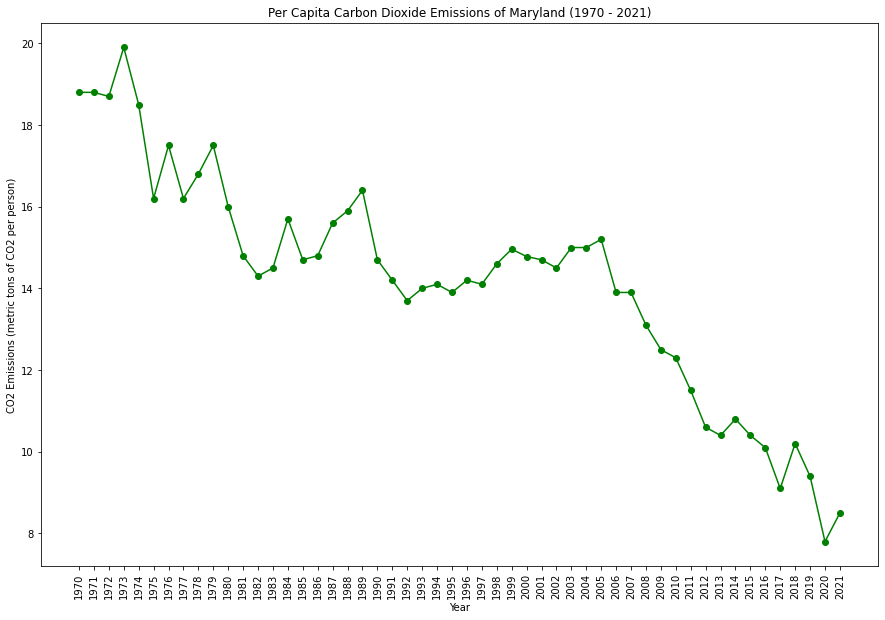 Per Capita Carbon Dioxide Emissions of Maryland (1970 - 2021)
CO2 Emissions (metric tons of CO2 per person)
20
18
16
14
12
10
8
1970 1971 1972 1973 1974 1975 1976 1977 1978 1979 1980 1981 1982 1983 1984 1985 1986 1987 1988 1989 1990 1991 1992 1993 1994 1995 1996 1997 1998 1999 2000 2001 2002 2003 2004 2005 2006 2007 2008 2009 2010 2011 2012 2013 2014 2015 2016 2017 2018 2019 2020 2021
Year